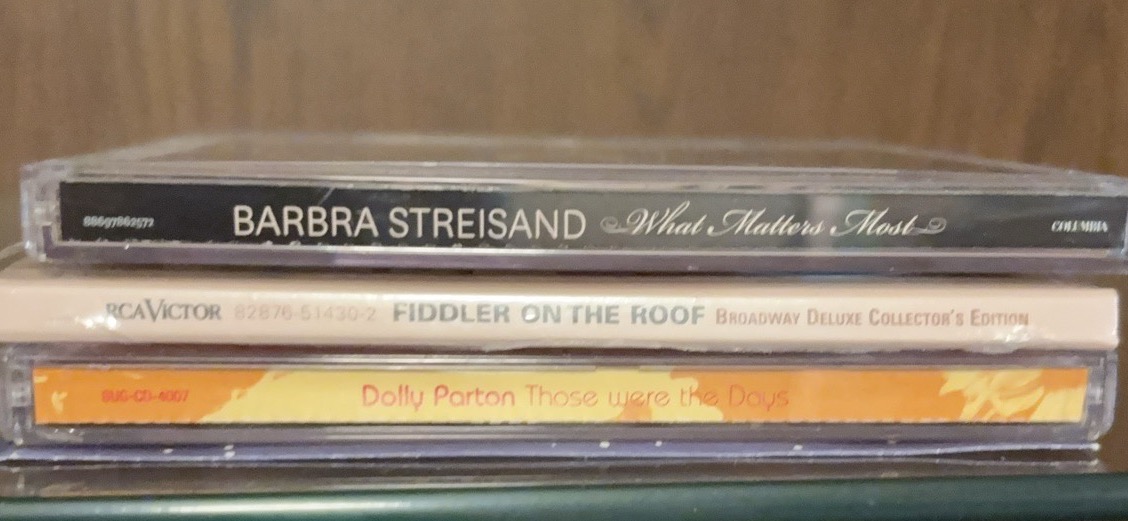 88697862572 BARBRA STREISAND What Matters Most COLUMBIA
RCA VICTOR 82876-51430-2 FIDDLER ON THE ROOF BROADWAY DELUXE COLLECTOR'S EDITION
SUG-CD-4007 Dolly Parton Those were the Days